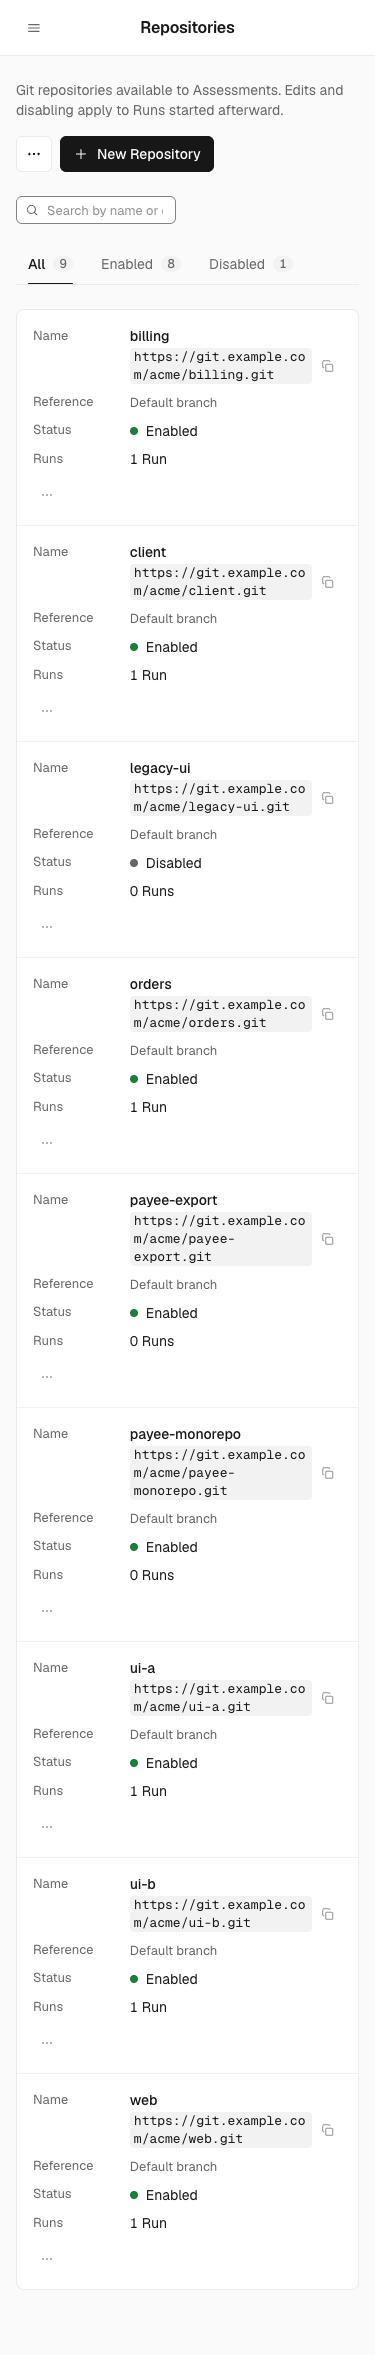 Repositories
Git repositories available to Assessments. Edits and
disabling apply to Runs started afterward.
... + New Repository
Search by name or
All 9 Enabled 8 Disabled 1
Name billing
https://git.example.co
m/acme/billing.git
Reference Default branch
Status Enabled
Runs 1 Run
...
Name client
https://git.example.co
m/acme/client.git
Reference Default branch
Status Enabled
Runs 1 Run
...
Name legacy-ui
https://git.example.co
m/acme/legacy-ui.git
Reference Default branch
Status Disabled
Runs 0 Runs
...
Name orders
https://git.example.co
m/acme/orders.git
Reference Default branch
Status Enabled
Runs 1 Run
...
Name payee-export
https://git.example.co
m/acme/payee-
export.git
Reference Default branch
Status Enabled
Runs 0 Runs
...
Name payee-monorepo
https://git.example.co
m/acme/payee-
monorepo.git
Reference Default branch
Status Enabled
Runs 0 Runs
...
Name ui-a
https://git.example.co
m/acme/ui-a.git
Reference Default branch
Status Enabled
Runs 1 Run
...
Name ui-b
https://git.example.co
m/acme/ui-b.git
Reference Default branch
Status Enabled
Runs 1 Run
...
Name web
https://git.example.co
m/acme/web.git
Reference Default branch
Status Enabled
Runs 1 Run
...